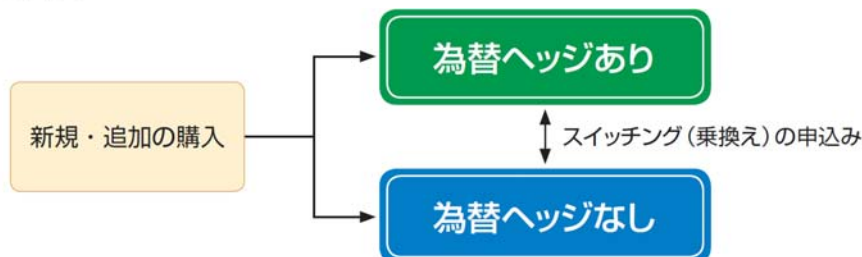 為替ヘッジあり
新規・追加の購入
スイッチング（乗換え）の申込み
為替ヘッジなし